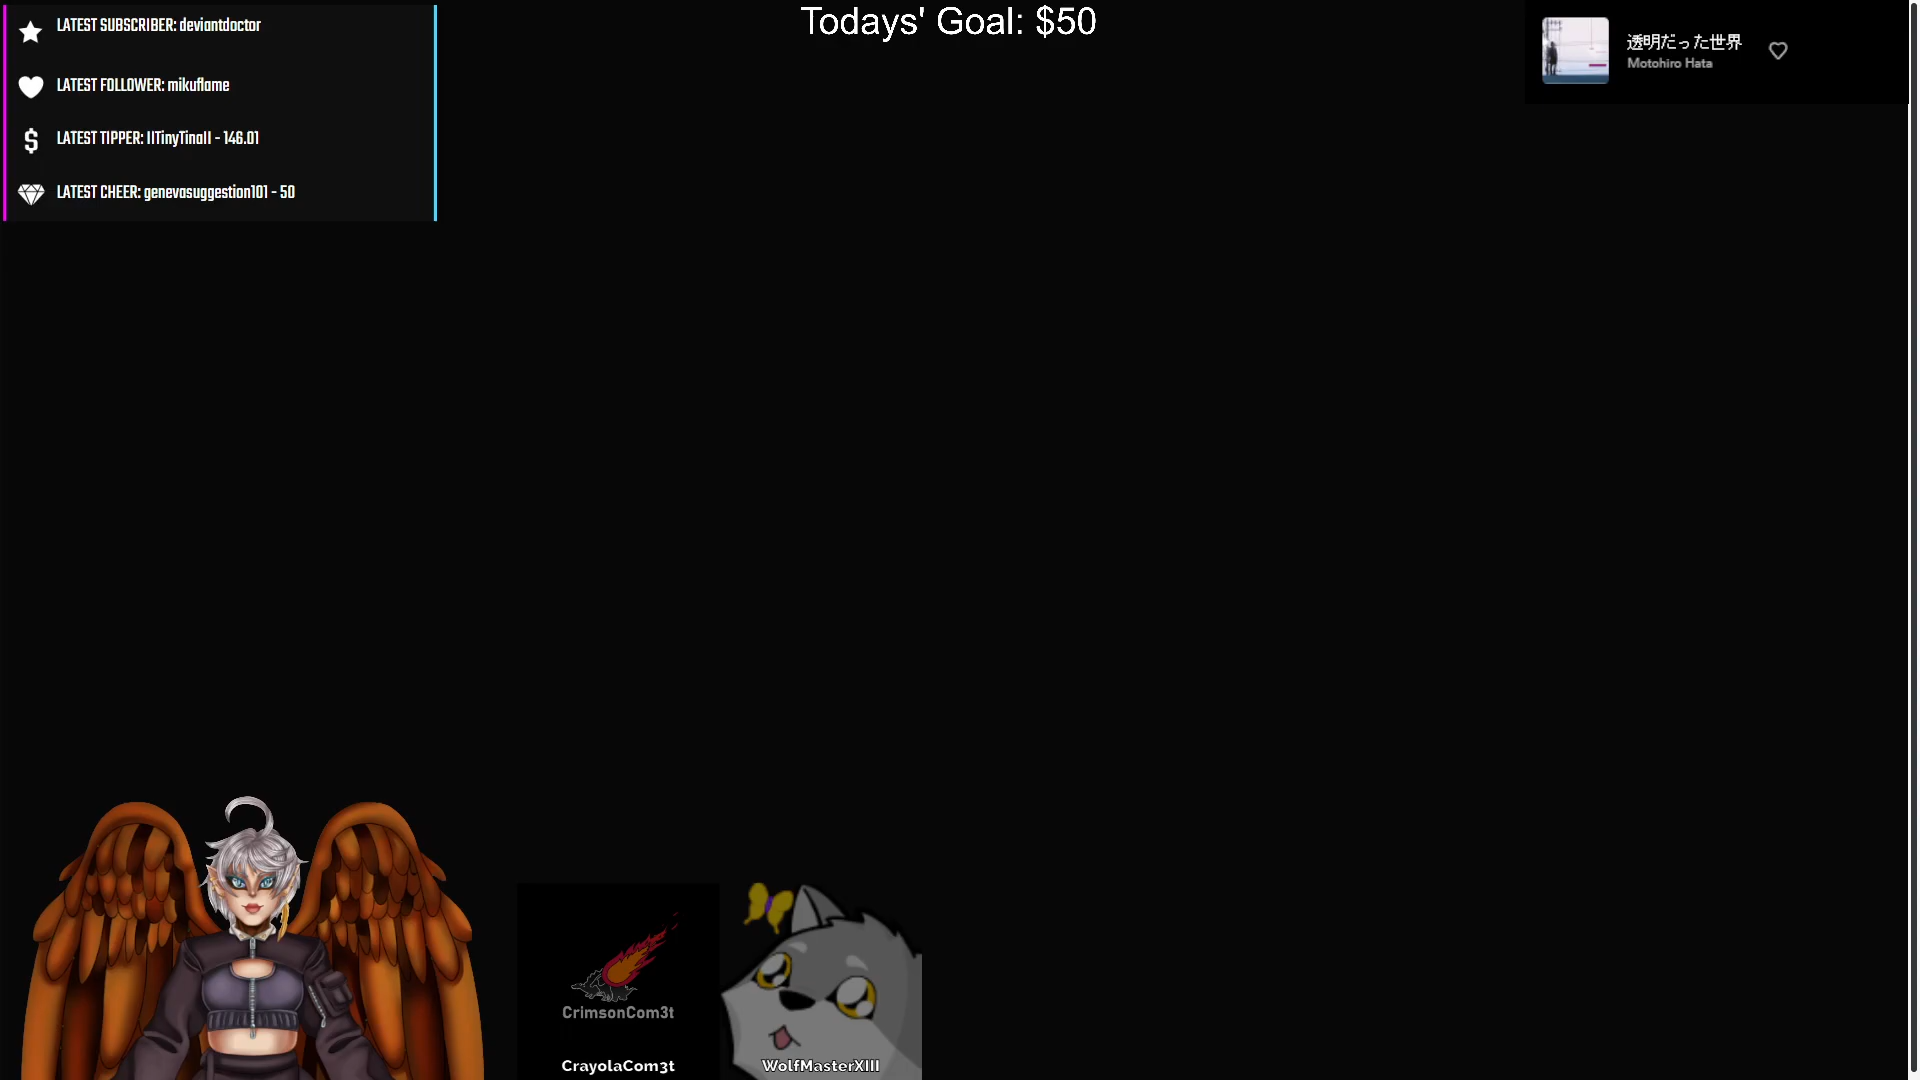 LATEST SUBSCRIBER: deviantdoctor
LATEST FOLLOWER: mikuflame
LATEST TIPPER: IITinyTinaII - 146.01
LATEST CHEER: genevasuggestion101 - 50
Todays' Goal: $50
透明だった世界
Motohiro Hata
CrimsonCom3t
CrayolaCom3t
WolfMasterXIII